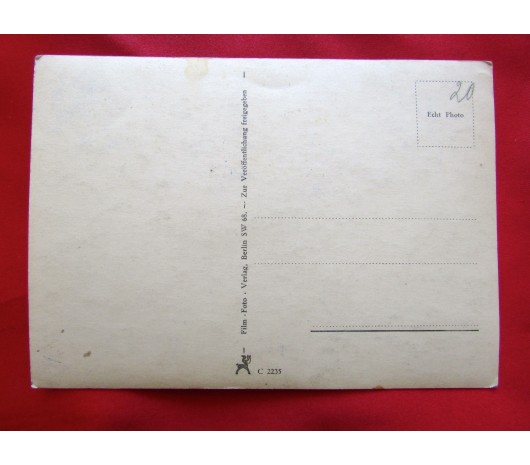 20
Echt Photo
— Film-Foto-Verlag, Berlin SW 68. — Zur Veröffentlichung freigegeben —
C 2235